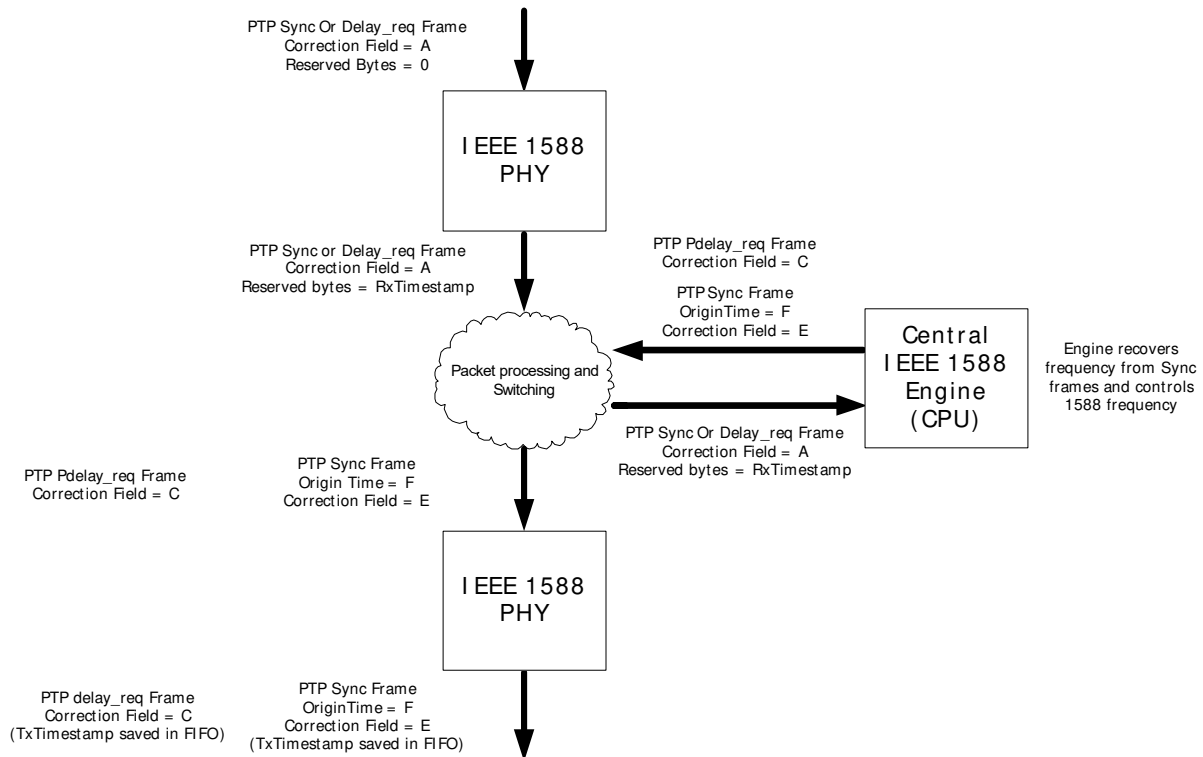 PTP Sync Or Delay_req Frame
Correction Field = A
Reserved Bytes = 0
IEEE 1588
PHY
PTP Sync or Delay_req Frame
Correction Field = A
Reserved bytes = RxTimestamp
PTP Pdelay_req Frame
Correction Field = C
PTP Sync Frame
OriginTime = F
Correction Field = E
Central
IEEE 1588
Engine
(CPU)
Engine recovers
frequency from Sync
frames and controls
1588 frequency
Packet processing and
Switching
PTP Sync Or Delay_req Frame
Correction Field = A
Reserved bytes = RxTimestamp
PTP Pdelay_req Frame
Correction Field = C
PTP Sync Frame
Origin Time = F
Correction Field = E
IEEE 1588
PHY
PTP delay_req Frame
Correction Field = C
(TxTimestamp saved in FIFO)
PTP Sync Frame
OriginTime = F
Correction Field = E
(TxTimestamp saved in FIFO)